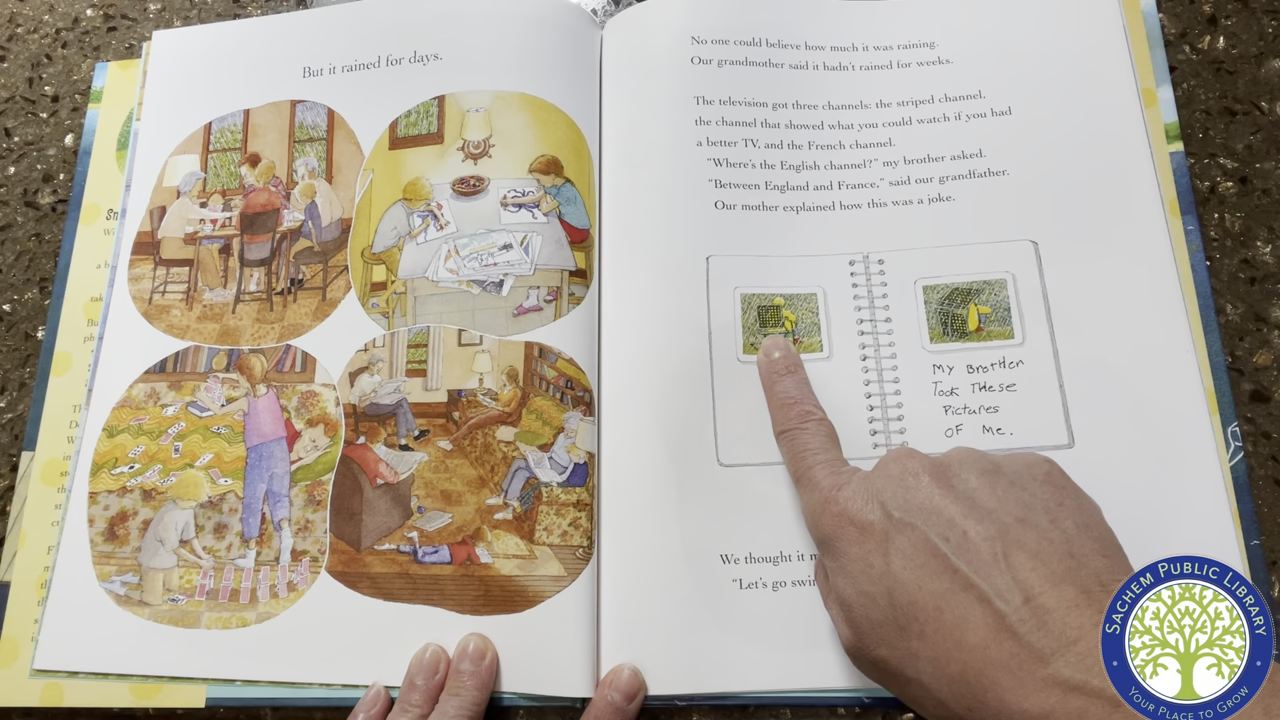 But it rained for days.
No one could believe how much it was raining.
Our grandmother said it hadn't rained for weeks.
The television got three channels: the striped channel,
the channel that showed what you could watch if you had
a better TV, and the French channel.
"Where's the English channel?" my brother asked.
"Between England and France," said our grandfather.
Our mother explained how this was a joke.
My BrotHer
Took THese
Pictures
OF Me.
We thought it
"Let's go
SACHEM PUBLIC LIBRARY
YOUR PLACE TO GROW